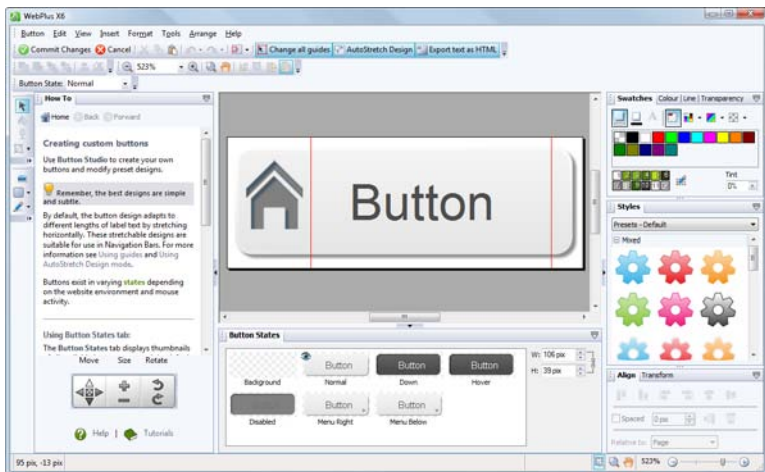 WebPlus X6
Button Edit View Insert Format Tools Arrange Help
Commit Changes Cancel Change all guides AutoStretch Design Export text as HTML
523%
Button State: Normal
How To
Home Back Forward
Creating custom buttons
Use Button Studio to create your own
buttons and modify preset designs.
Remember, the best designs are simple
and subtle.
By default, the button design adapts to
different lengths of label text by stretching
horizontally. These stretchable designs are
suitable for use in Navigation Bars. For more
information see Using guides and Using
AutoStretch Design mode.
Buttons exist in varying states depending
on the website environment and mouse
activity.
Using Button States tab:
The Button States tab displays thumbnails
Move Size Rotate
Help | Tutorials
Button
Button States
Button Button Button
Background Normal Down Hover
Button Button
Disabled Menu Right Menu Below
W: 106 pix
H: 39 pix
Swatches Colour Line Transparency
Tint
0%
Styles
Presets - Default
Mixed
Align Transform
Spaced 0 pix
Relative to: Page
95 pix, -13 pix
523%